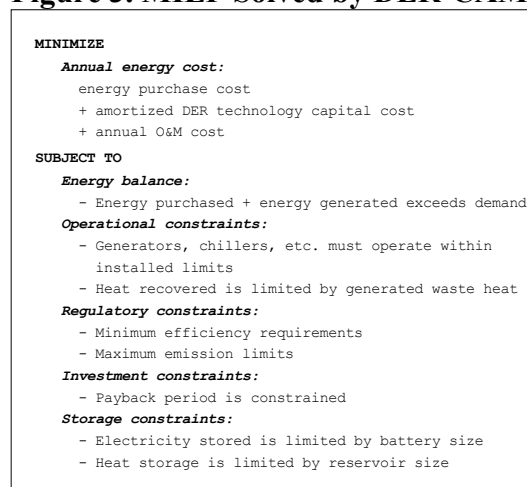 MINIMIZE
Annual energy cost:
energy purchase cost
+ amortized DER technology capital cost
+ annual O&M cost
SUBJECT TO
Energy balance:
- Energy purchased + energy generated exceeds demand
Operational constraints:
- Generators, chillers, etc. must operate within
installed limits
- Heat recovered is limited by generated waste heat
Regulatory constraints:
- Minimum efficiency requirements
- Maximum emission limits
Investment constraints:
- Payback period is constrained
Storage constraints:
- Electricity stored is limited by battery size
- Heat storage is limited by reservoir size